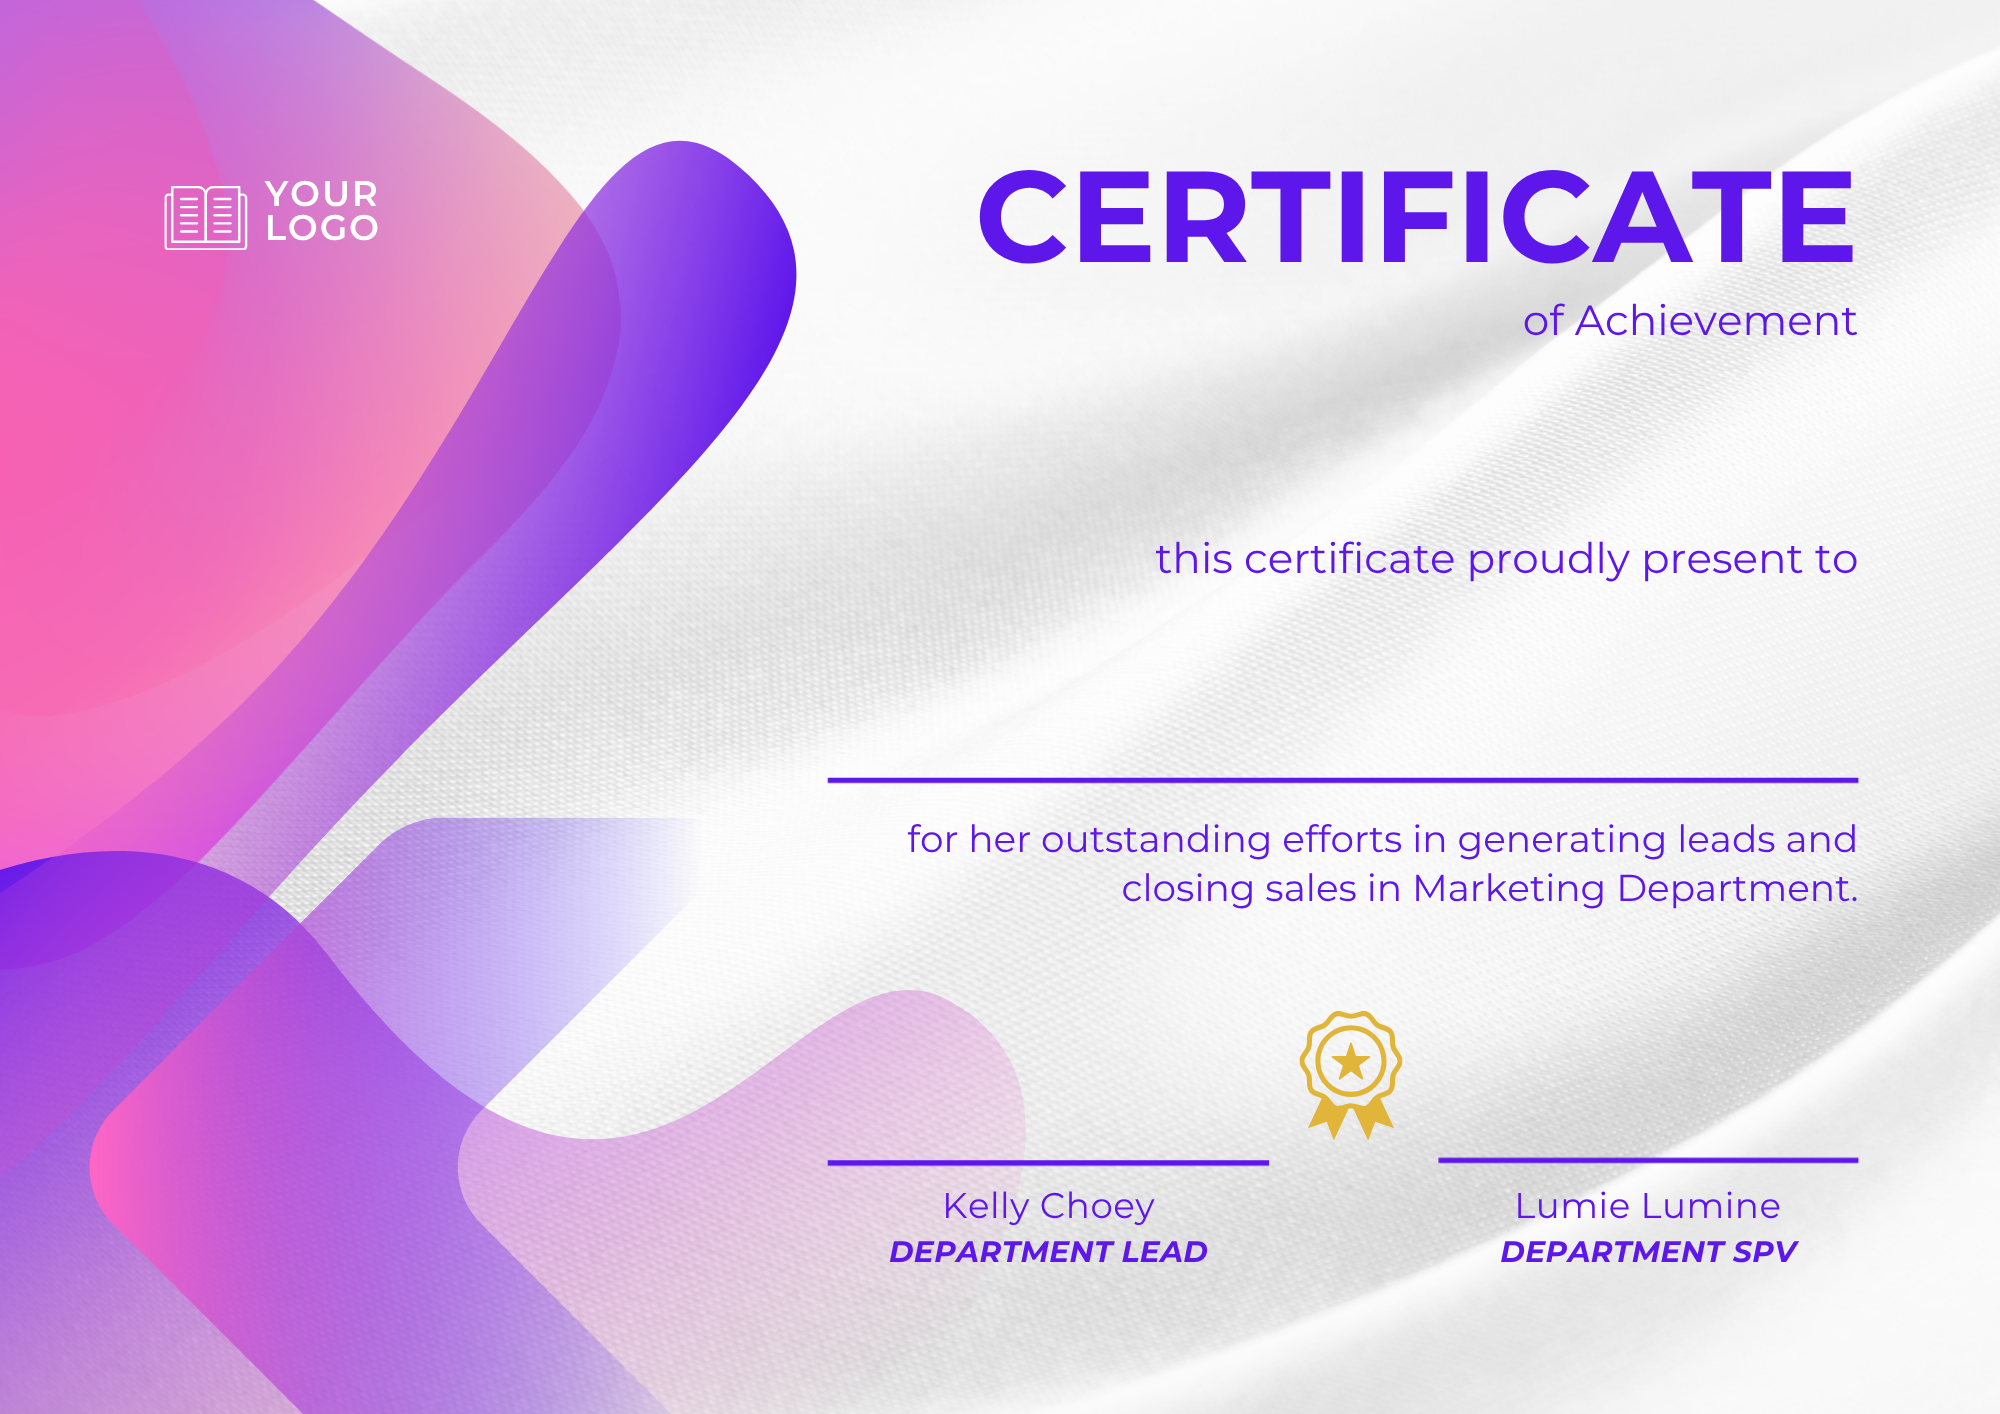 YOUR
LOGO
CERTIFICATE
of Achievement
this certificate proudly present to
for her outstanding efforts in generating leads and
closing sales in Marketing Department.
Kelly Choey
DEPARTMENT LEAD
Lumie Lumine
DEPARTMENT SPV